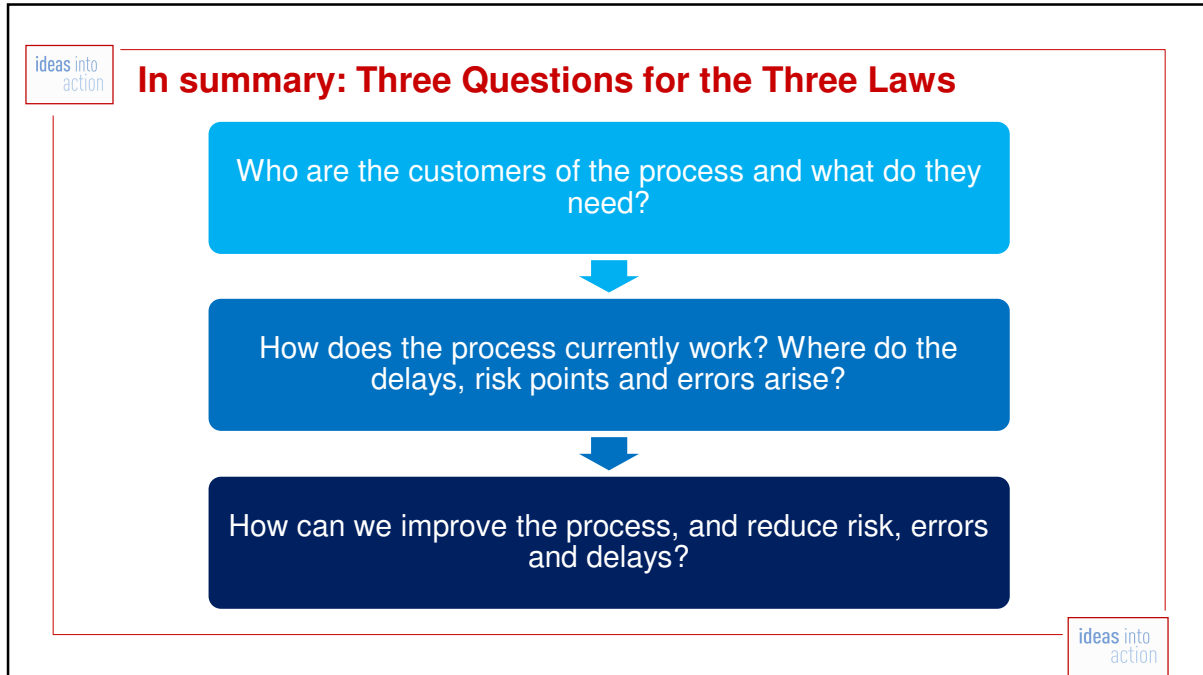 ideas into
action
In summary: Three Questions for the Three Laws
Who are the customers of the process and what do they
need?
How does the process currently work? Where do the
delays, risk points and errors arise?
How can we improve the process, and reduce risk, errors
and delays?
ideas into
action